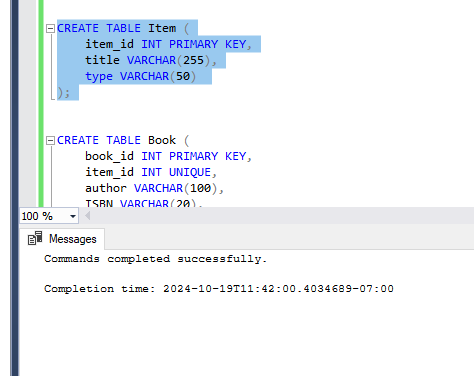 CREATE TABLE Item (
item_id INT PRIMARY KEY,
title VARCHAR(255),
type VARCHAR(50)
);
CREATE TABLE Book (
book_id INT PRIMARY KEY,
item_id INT UNIQUE,
author VARCHAR(100),
ISBN VARCHAR(20),
100 %
Messages
Commands completed successfully.
Completion time: 2024-10-19T11:42:00.4034689-07:00